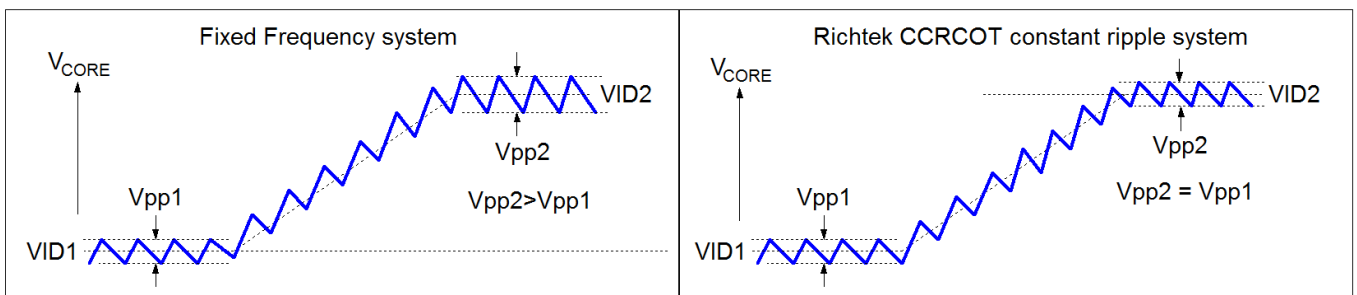 Fixed Frequency system
VCORE
VID2
Vpp2
Vpp2>Vpp1
Vpp1
VID1
Richtek CCRCOT constant ripple system
VCORE
VID2
Vpp2
Vpp2 = Vpp1
Vpp1
VID1